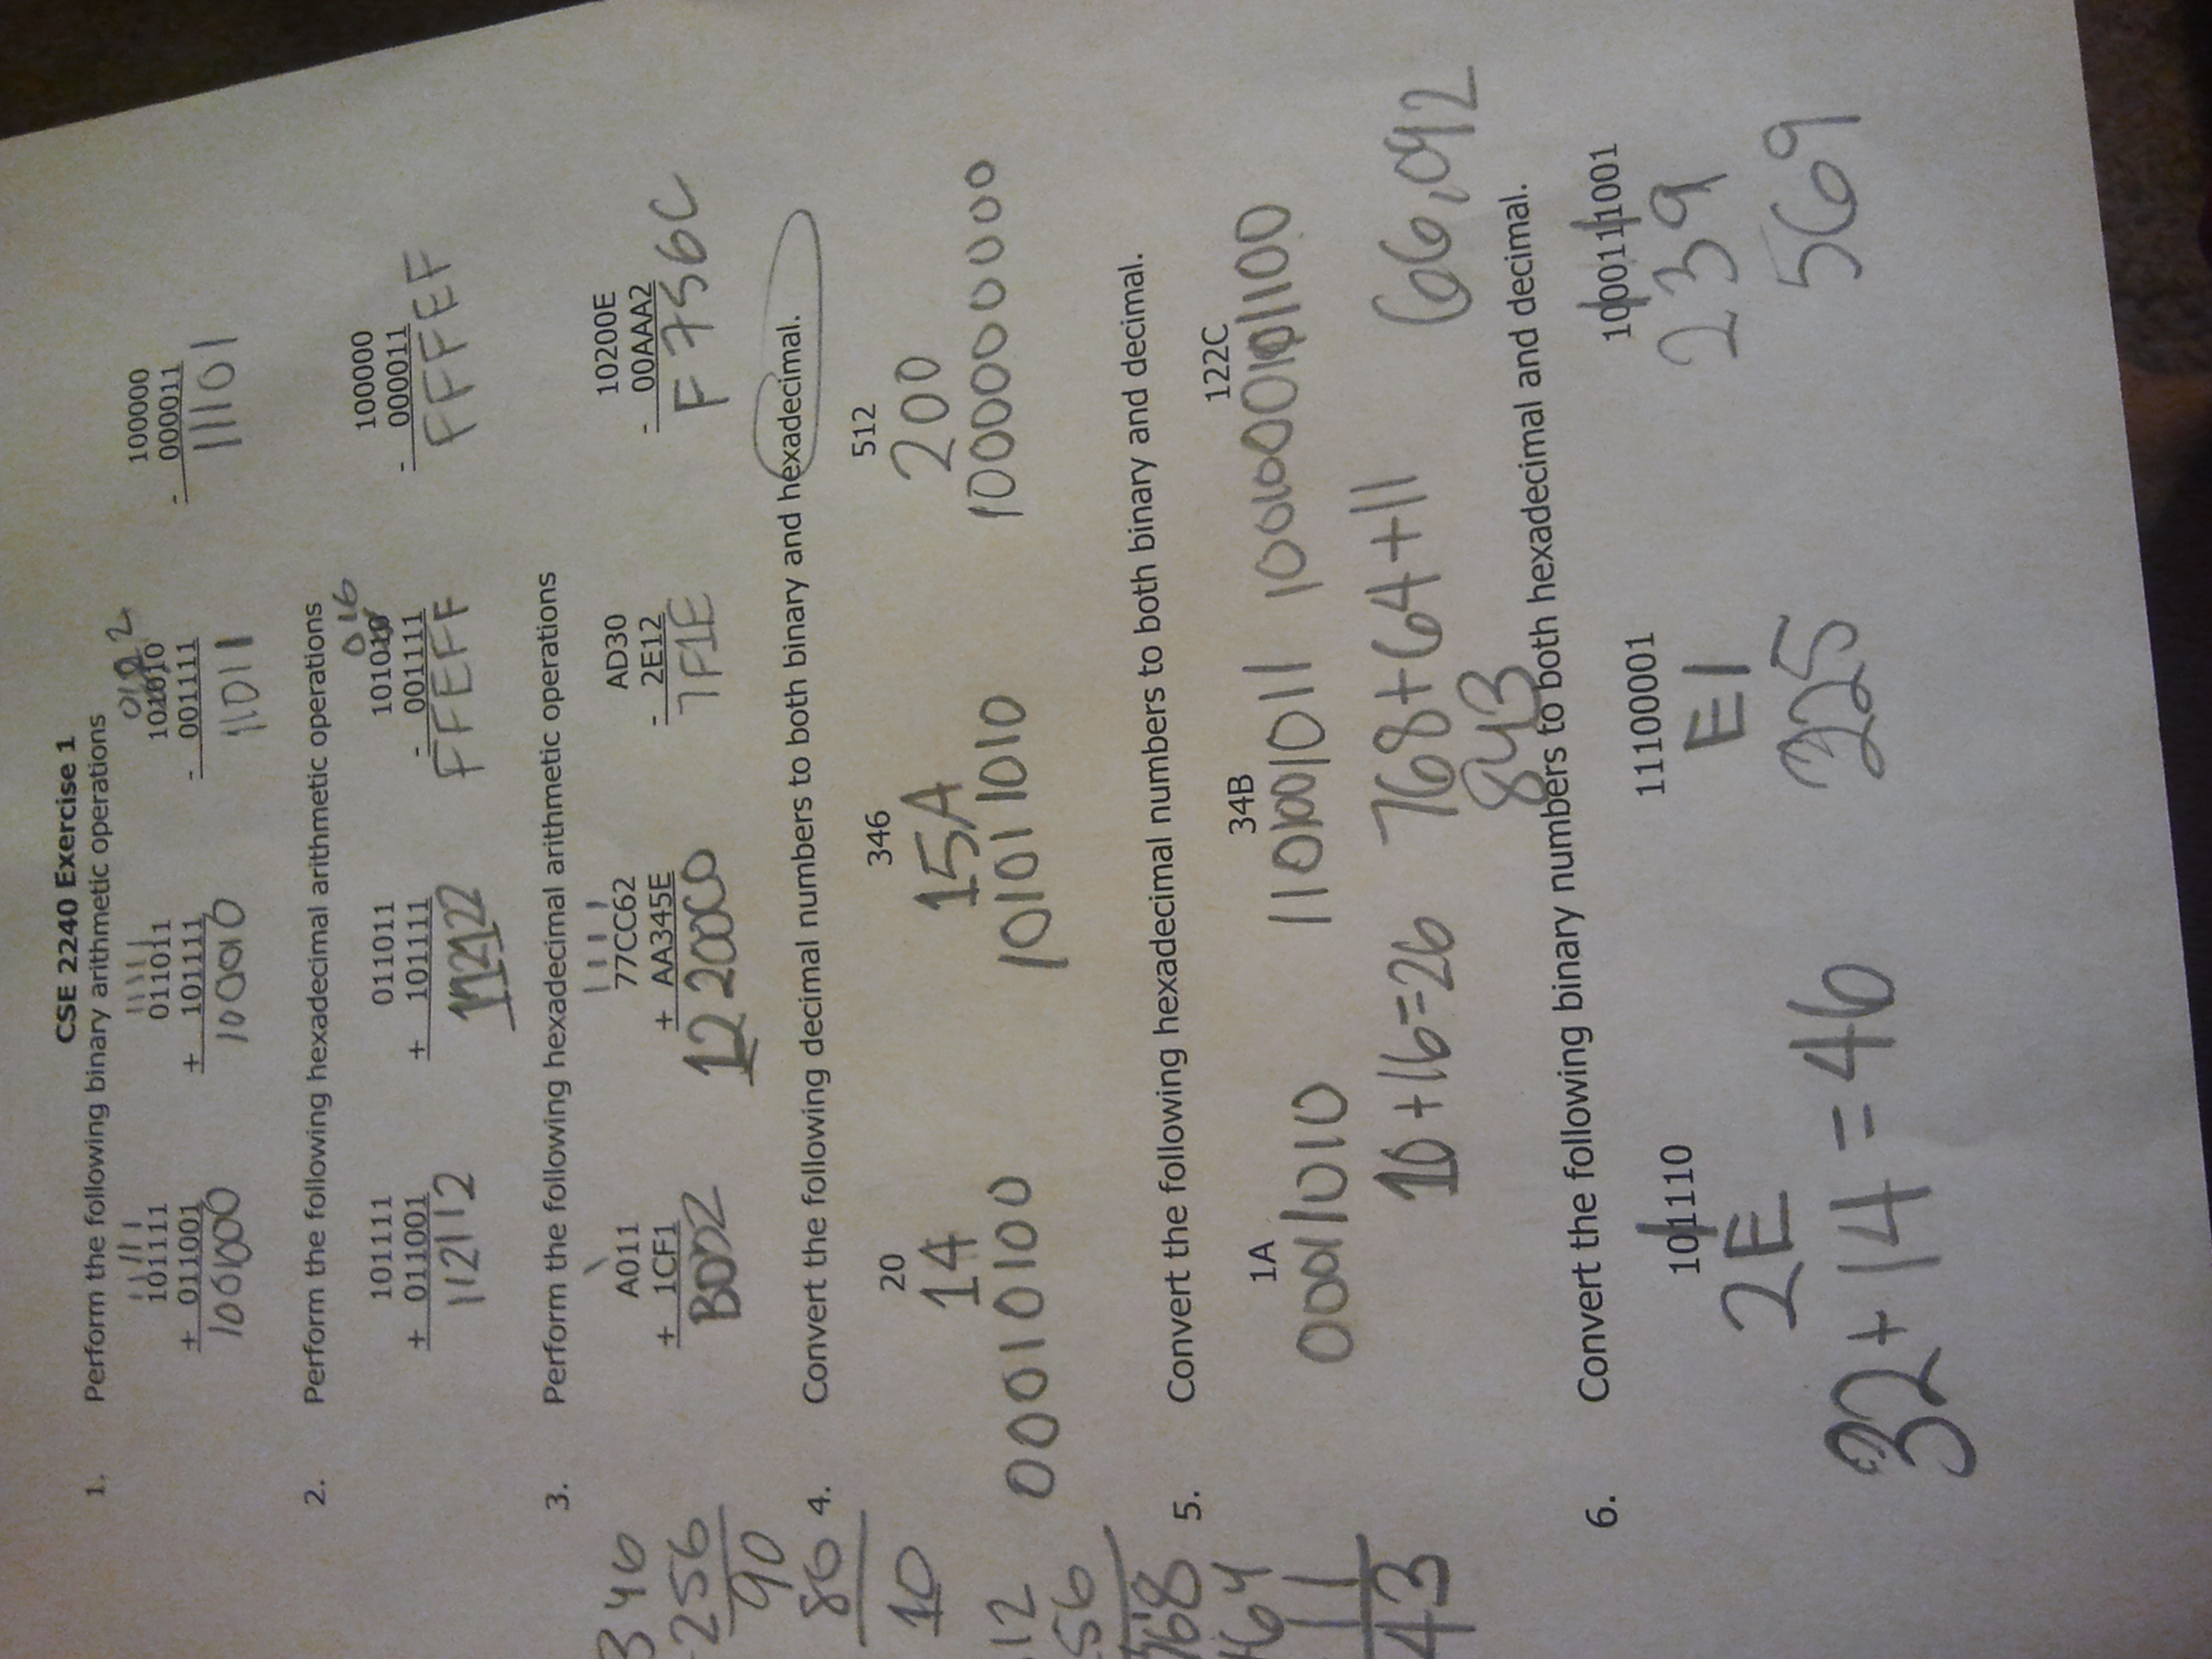 CSE 2240 Exercise 1
1. Perform the following binary arithmetic operations
101111 011011 101010 100000
+ 011001 + 101111 - 001111 - 000011
11011 11101
2. Perform the following hexadecimal arithmetic operations
0 16
101111 011011 101010 100000
+ 011001 + 101111 - 001111 - 000011
112112 FFEFF FFFEF
3. Perform the following hexadecimal arithmetic operations
A011 77CC62 AD30 10200E
+ 1CF1 + AA345E - 2E12 - 00AAA2
BD02 12200C0 7F1E F756C
346
-256
90
80
10
4. Convert the following decimal numbers to both binary and hexadecimal.
20 346 512
14 15A 200
00010100 101011010 1000000000
12
56
768
64
11
43
5. Convert the following hexadecimal numbers to both binary and decimal.
1A 34B 122C
00011010 1101001011 1001000101100
10+16=26 768+64+11 66,092
843
6. Convert the following binary numbers to both hexadecimal and decimal.
101110 11100001 1000111001
2E E1 239
32+14=46 225 569